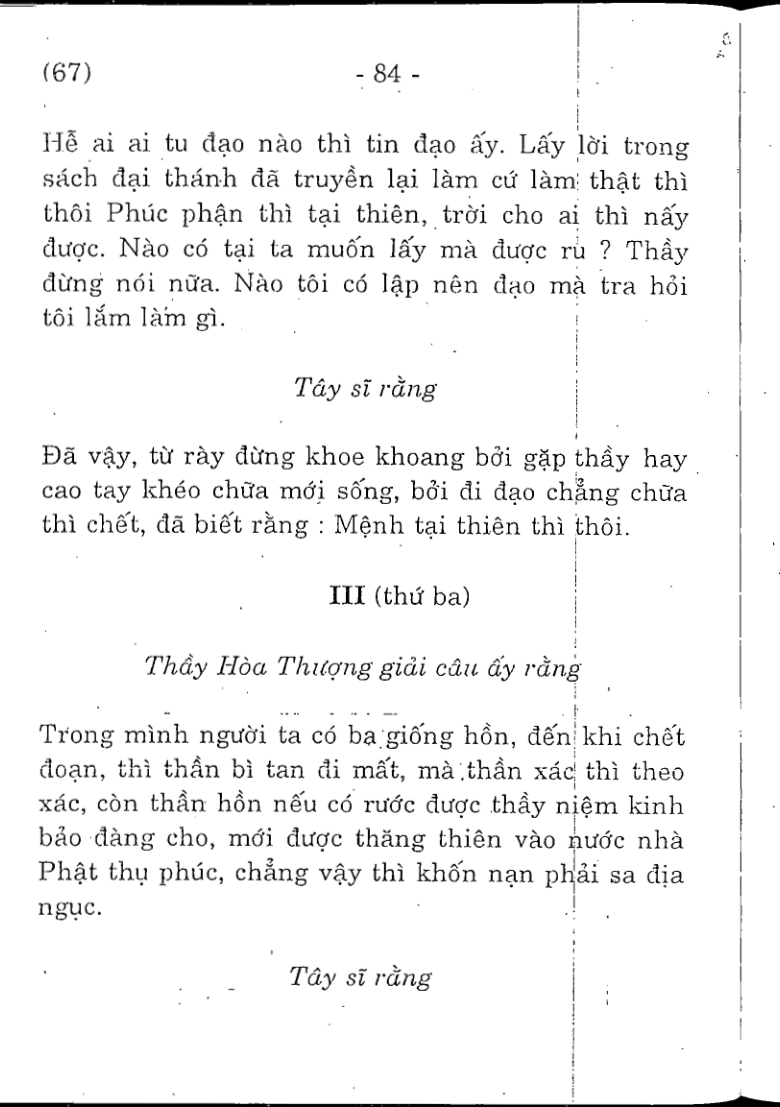 (67) - 84 -
Hễ ai ai tu đạo nào thì tin đạo ấy. Lấy lời trong
sách đại thánh đã truyền lại làm cứ làm thật thì
thôi Phúc phận thì tại thiên, trời cho ai thì nấy
được. Nào có tại ta muốn lấy mà được ru ? Thầy
đừng nói nữa. Nào tôi có lập nên đạo mà tra hỏi
tôi lắm làm gì.
Tây sĩ rằng
Đã vậy, từ rày đừng khoe khoang bởi gặp thầy hay
cao tay khéo chữa mới sống, bởi đi đạo chẳng chữa
thì chết, đã biết rằng : Mệnh tại thiên thì thôi.
III (thứ ba)
Thầy Hòa Thượng giải câu ấy rằng
Trong mình người ta có ba giống hồn, đến khi chết
đoạn, thì thần bì tan đi mất, mà thần xác thì theo
xác, còn thần hồn nếu có rước được thầy niệm kinh
bảo đàng cho, mới được thăng thiên vào nước nhà
Phật thụ phúc, chẳng vậy thì khốn nạn phải sa địa
ngục.
Tây sĩ rằng